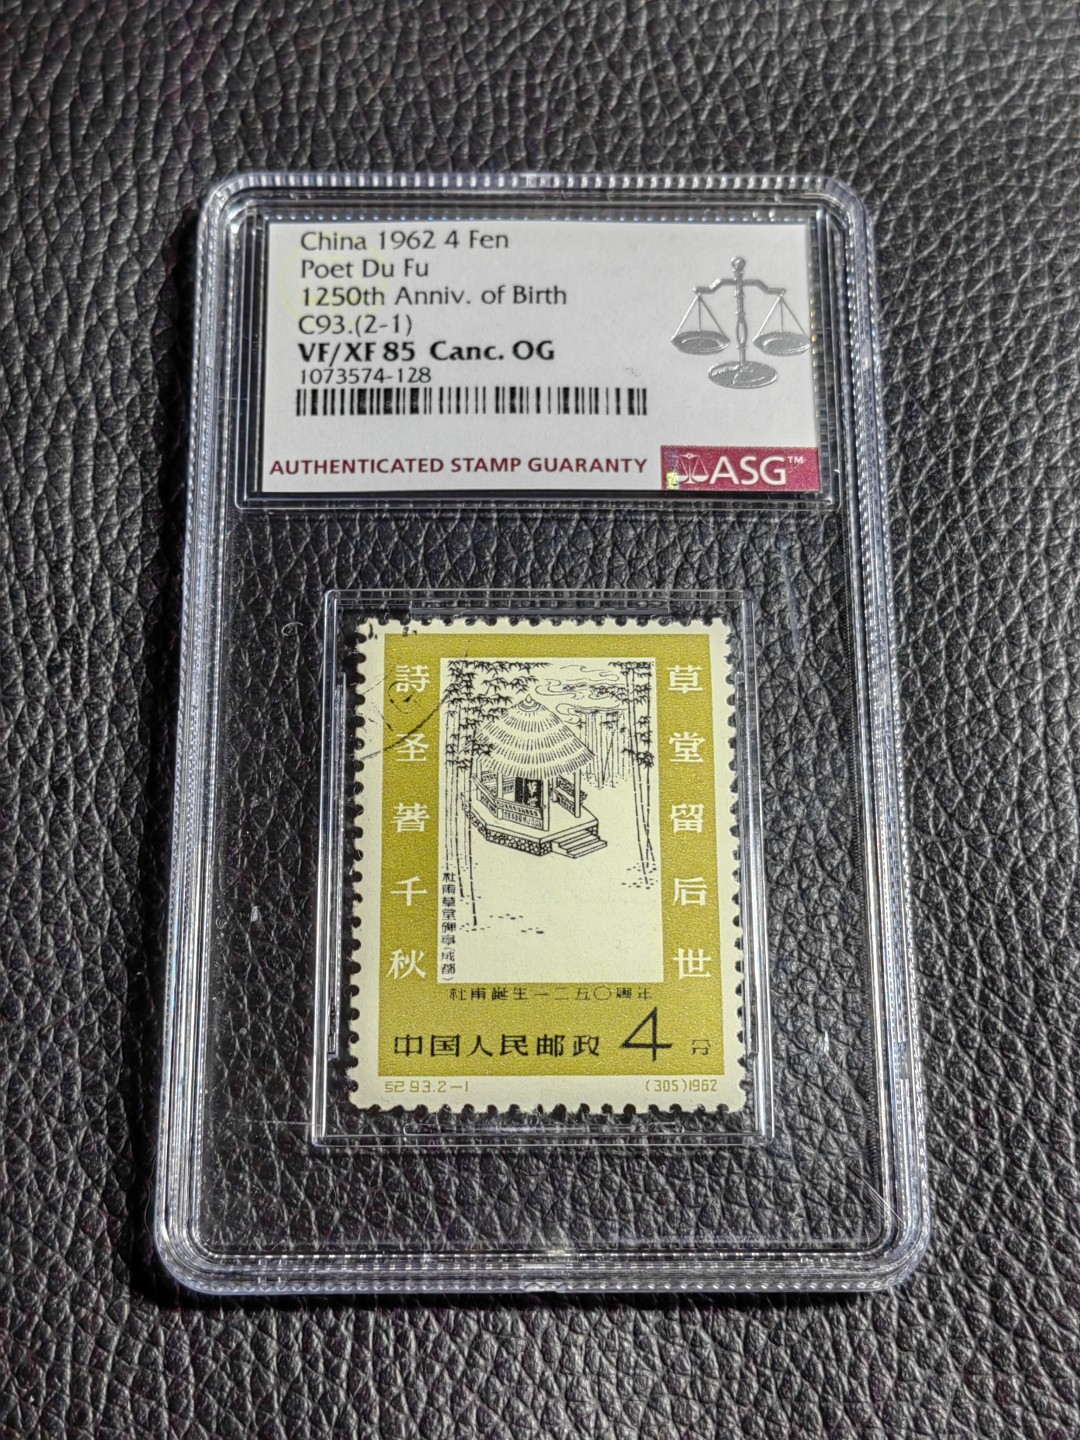 China 1962 4 Fen
Poet Du Fu
1250th Anniv. of Birth
C93.(2-1)
VF/XF 85 Canc. OG
1073574-128
AUTHENTICATED STAMP GUARANTY
ASG™
草堂留后世
詩圣著千秋
草堂
杜甫草堂碑亭(成都)
杜甫誕生一二五〇周年
中国人民邮政 4 分
纪93.2-1 (305)1962